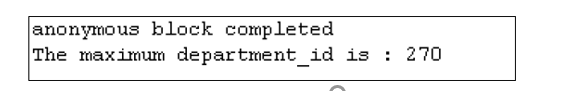 anonymous block completed
The maximum department_id is : 270